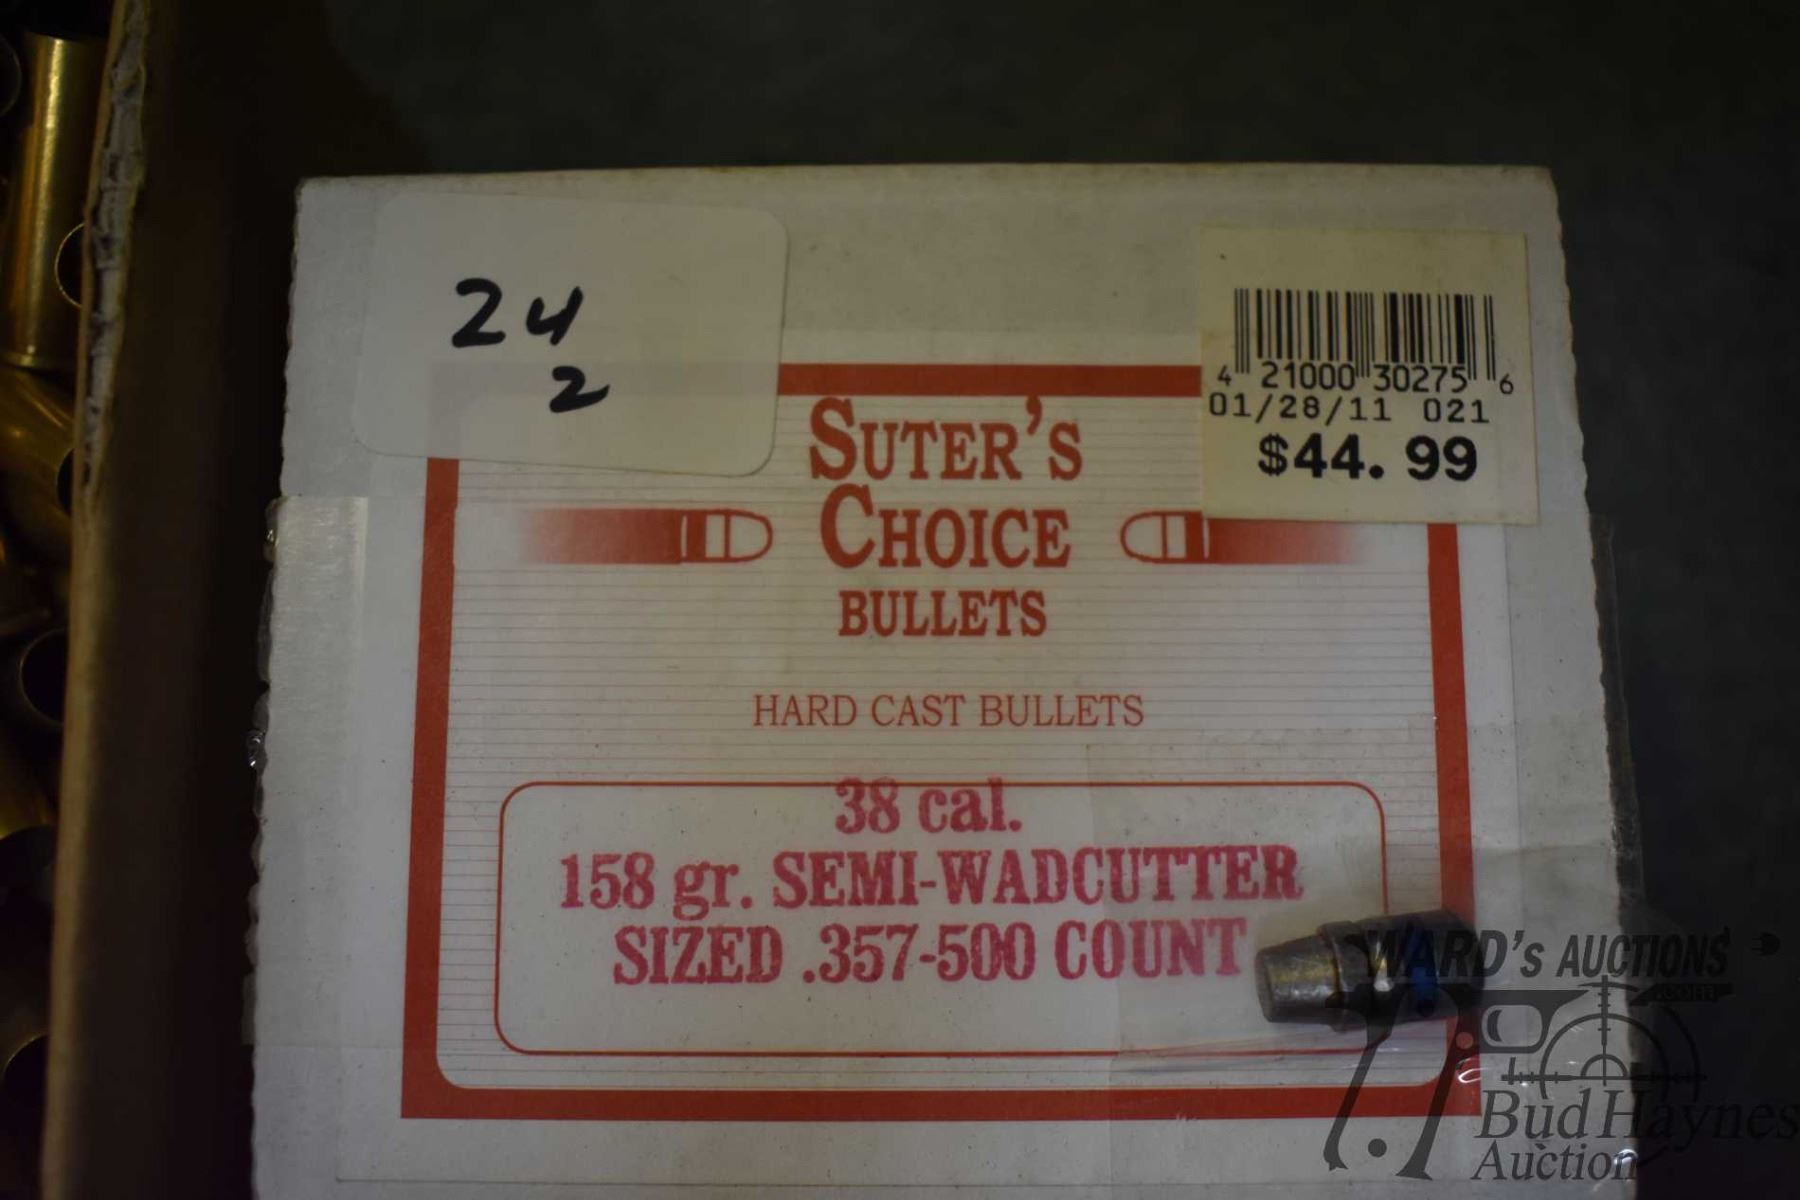 24
2
4 21000 30275 6
01/28/11 021
$44.99
SUTER'S
CHOICE
BULLETS
HARD CAST BULLETS
38 cal.
158 gr. SEMI-WADCUTTER
SIZED .357-500 COUNT
WARD's AUCTIONS
.com
Bud Haynes
Auction